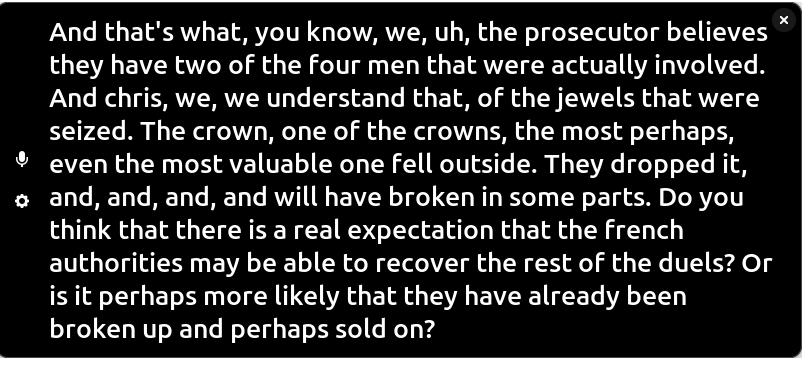 And that's what, you know, we, uh, the prosecutor believes
they have two of the four men that were actually involved.
And chris, we, we understand that, of the jewels that were
seized. The crown, one of the crowns, the most perhaps,
even the most valuable one fell outside. They dropped it,
and, and, and, and will have broken in some parts. Do you
think that there is a real expectation that the french
authorities may be able to recover the rest of the duels? Or
is it perhaps more likely that they have already been
broken up and perhaps sold on?